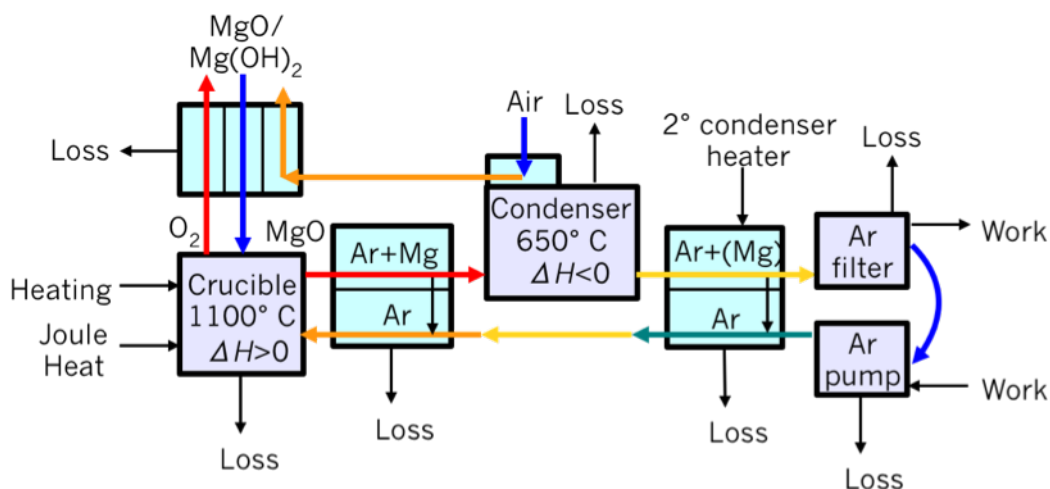 MgO/
Mg(OH)2
Air
Loss
2° condenser
heater
Loss
Loss
O2
MgO
Condenser
650° C
ΔH<0
Ar+Mg
Ar
Ar+(Mg)
Ar
Ar
filter
Work
Heating
Crucible
1100° C
ΔH>0
Joule
Heat
Ar
pump
Work
Loss
Loss
Loss
Loss